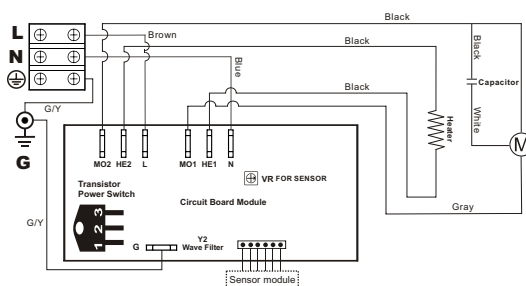 Black
L
Brown
Black
N
Blue
Black
Capacitor
Black
White
Heater
M
G/Y
G
MO2 HE2 L MO1 HE1 N
VR FOR SENSOR
Transistor
Power Switch
Circuit Board Module
Gray
3
2
1
G/Y
G
Y2
Wave Filter
Sensor module